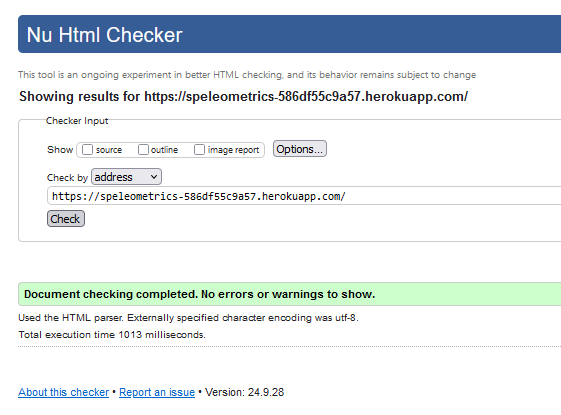 Nu Html Checker
This tool is an ongoing experiment in better HTML checking, and its behavior remains subject to change
Showing results for https://speleometrics-586df55c9a57.herokuapp.com/
Checker Input
Show source outline image report Options...
Check by address
https://speleometrics-586df55c9a57.herokuapp.com/
Check
Document checking completed. No errors or warnings to show.
Used the HTML parser. Externally specified character encoding was utf-8.
Total execution time 1013 milliseconds.
About this checker • Report an issue • Version: 24.9.28